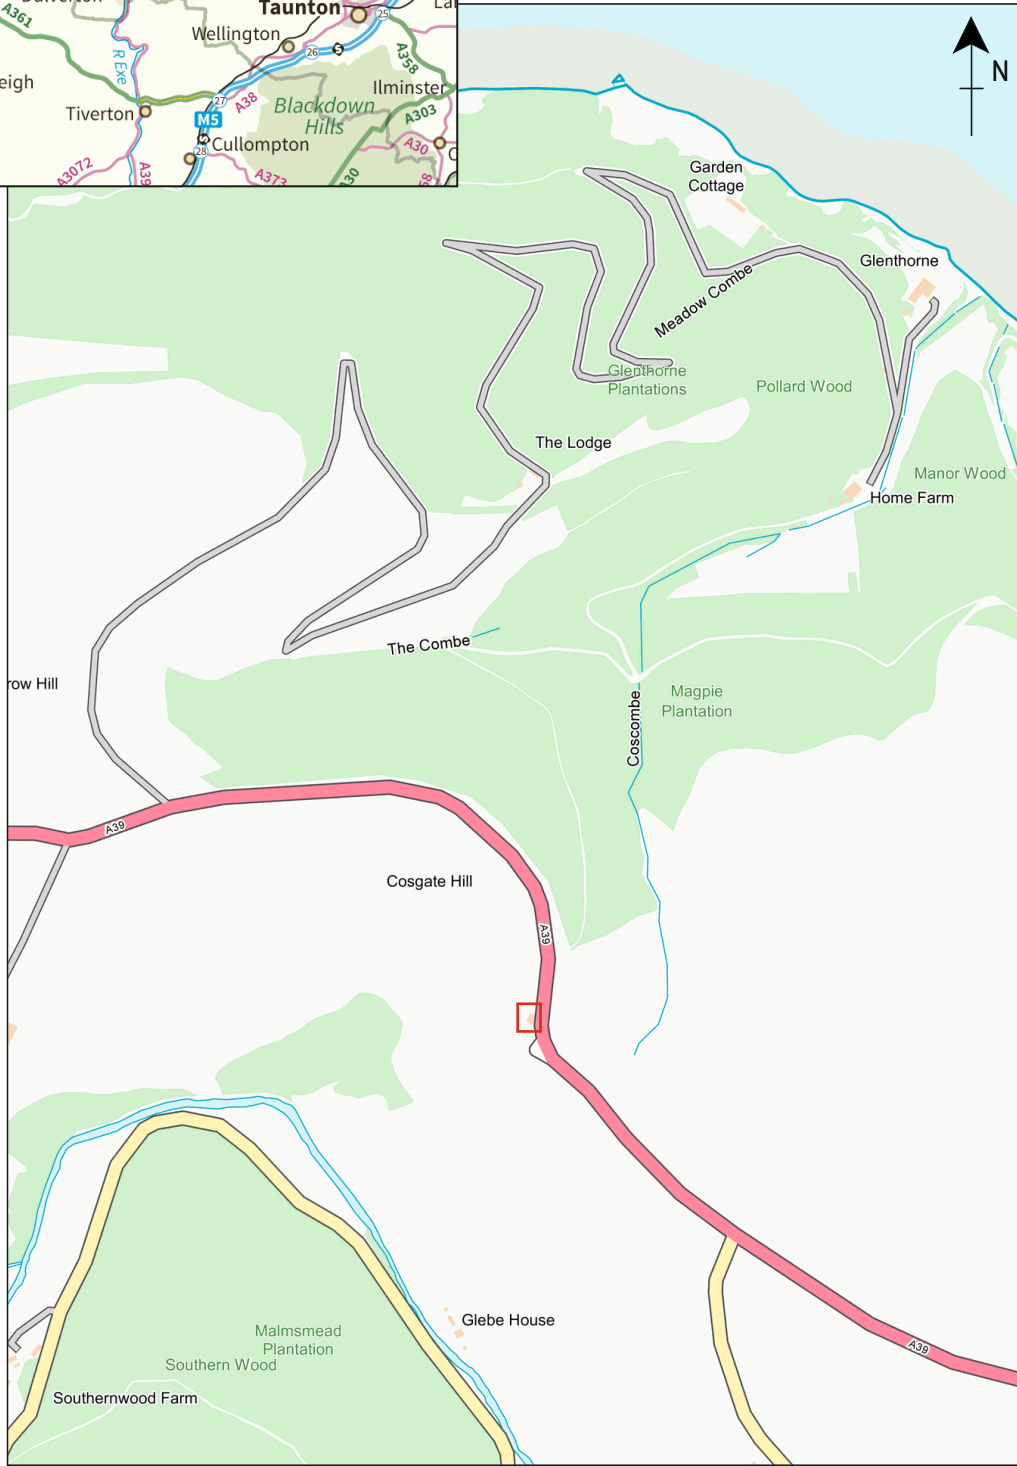 Taunton
25
A361
Wellington
26
S
A358
R Exe
eigh
27
A38
Ilminster
Tiverton
Blackdown
Hills
A303
M5
S
A30
28
Cullompton
A3072
A39
A373
A30
58
N
Garden
Cottage
Glenthorne
Meadow Combe
Glenthorne
Plantations
Pollard Wood
The Lodge
Manor Wood
Home Farm
The Combe
row Hill
Magpie
Plantation
Coscombe
A39
Cosgate Hill
A39
Glebe House
Malmsmead
Plantation
Southern Wood
A39
Southernwood Farm